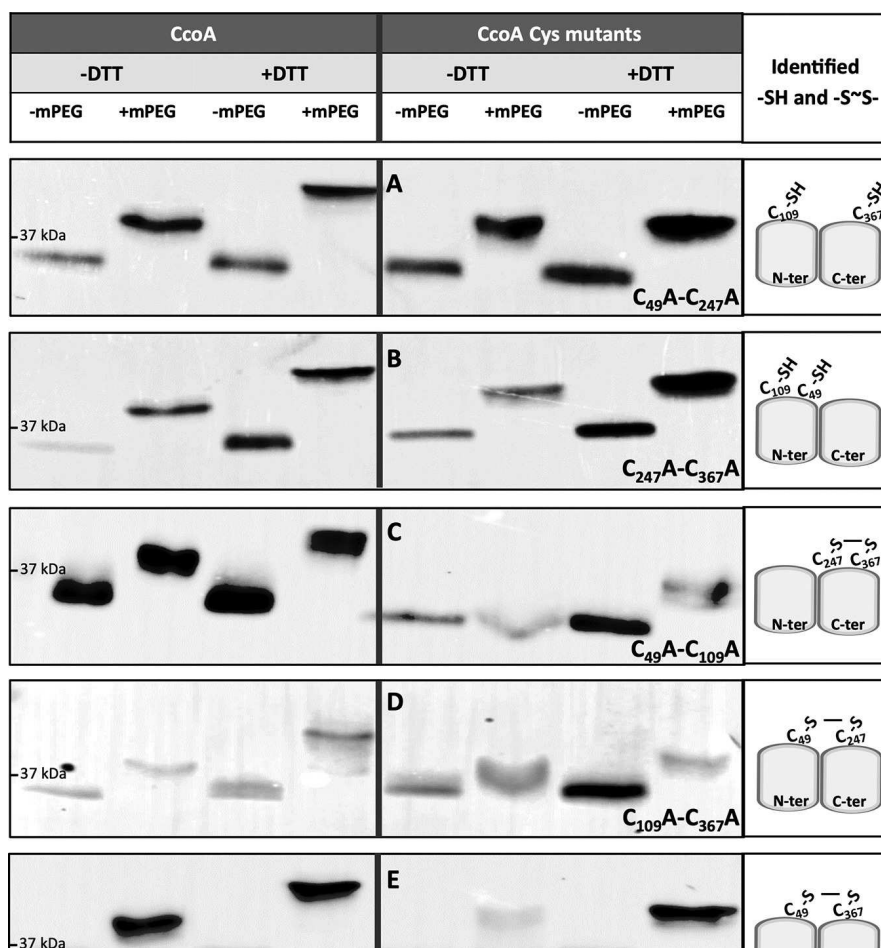 CcoA CcoA Cys mutants
-DTT +DTT -DTT +DTT
-mPEG +mPEG -mPEG +mPEG -mPEG +mPEG -mPEG +mPEG
Identified
-SH and -S~S-
A
37 kDa
C49A-C247A
C109-SH C367-SH
N-ter C-ter
B
37 kDa
C247A-C367A
C109-SH C49-SH
N-ter C-ter
C
37 kDa
C49A-C109A
C247-S — C367-S
N-ter C-ter
D
37 kDa
C109A-C367A
C49-S — C247-S
N-ter C-ter
E
37 kDa
C49-S — C367-S